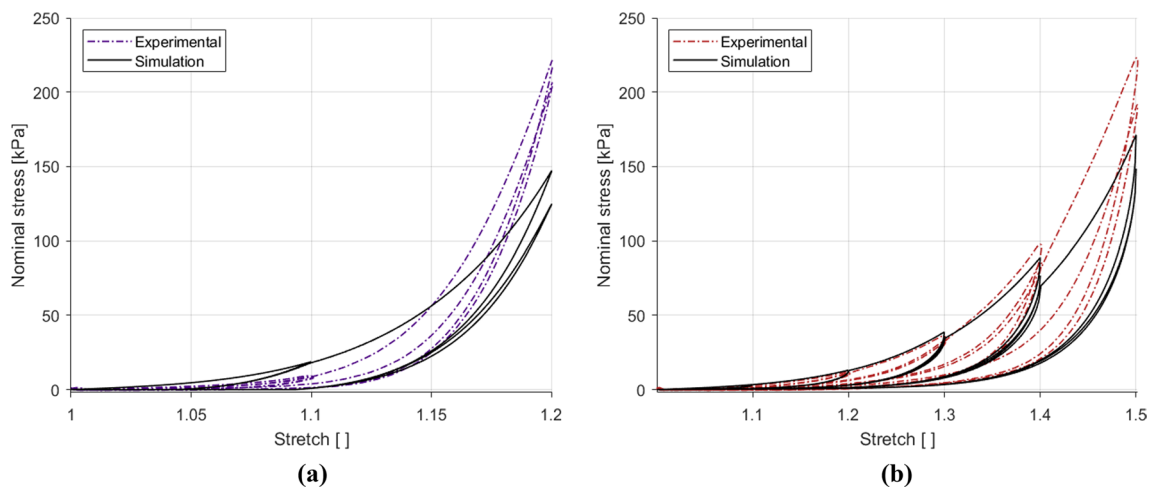 250
200
150
100
50
0
Nominal stress [kPa]
Experimental
Simulation
1
1.05
1.1
1.15
1.2
Stretch [ ]
(a)
250
200
150
100
50
0
Nominal stress [kPa]
Experimental
Simulation
1.1
1.2
1.3
1.4
1.5
Stretch [ ]
(b)